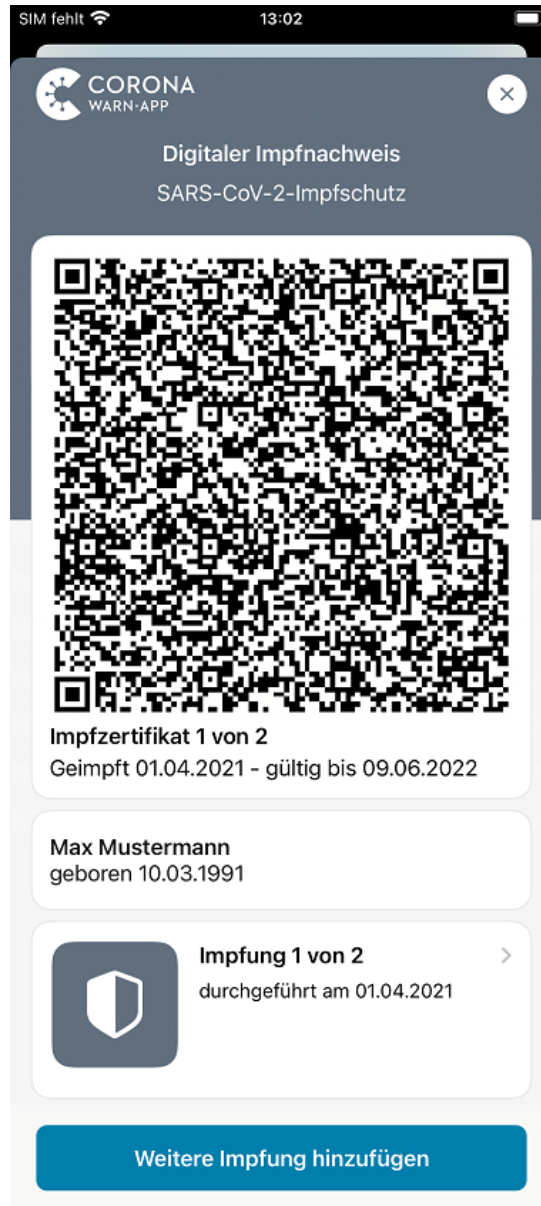 SIM fehlt 13:02
CORONA
WARN-APP
Digitaler Impfnachweis
SARS-CoV-2-Impfschutz
Impfzertifikat 1 von 2
Geimpft 01.04.2021 - gültig bis 09.06.2022
Max Mustermann
geboren 10.03.1991
Impfung 1 von 2
durchgeführt am 01.04.2021
Weitere Impfung hinzufügen